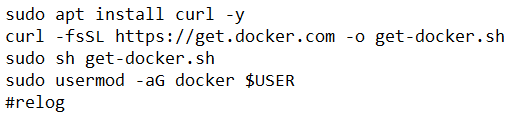 sudo apt install curl -y
curl -fsSL https://get.docker.com -o get-docker.sh
sudo sh get-docker.sh
sudo usermod -aG docker $USER
#relog